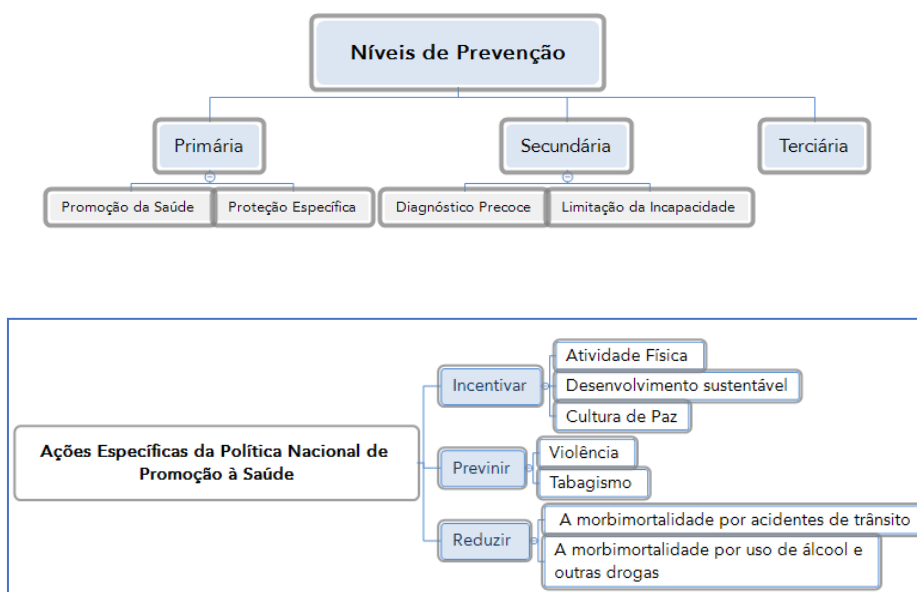 Níveis de Prevenção
Primária
Secundária
Terciária
Promoção da Saúde
Proteção Específica
Diagnóstico Precoce
Limitação da Incapacidade
Ações Específicas da Política Nacional de
Promoção à Saúde
Incentivar
Atividade Física
Desenvolvimento sustentável
Cultura de Paz
Previnir
Violência
Tabagismo
Reduzir
A morbimortalidade por acidentes de trânsito
A morbimortalidade por uso de álcool e
outras drogas